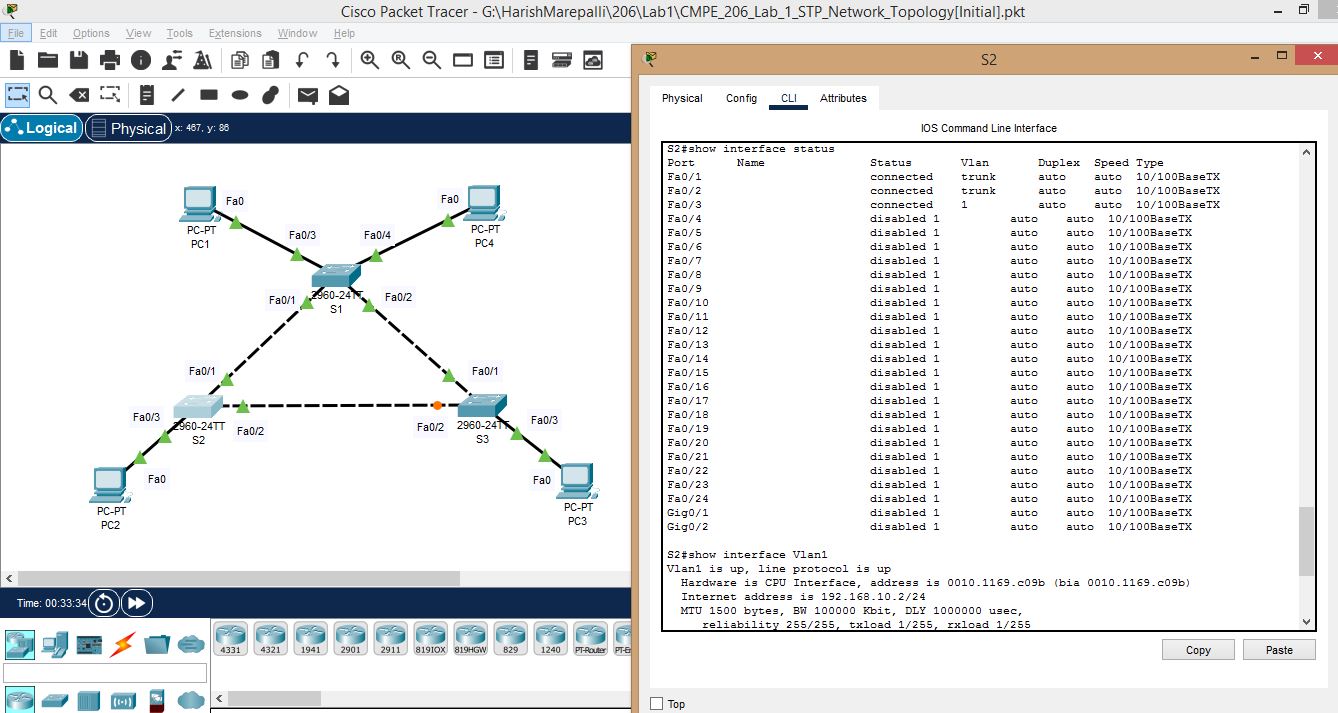 Cisco Packet Tracer - G:\HarishMarepalli\206\Lab1\CMPE_206_Lab_1_STP_Network_Topology[Initial].pkt
File Edit Options View Tools Extensions Window Help
Logical Physical x: 467, y: 86
Fa0
PC-PT
PC1
Fa0
PC-PT
PC4
Fa0/3
Fa0/4
Fa0/1
2960-24TT
S1
Fa0/2
Fa0/1
Fa0/1
Fa0/3
2960-24TT
S2
Fa0/2
Fa0/2
2960-24TT
S3
Fa0/3
Fa0
PC-PT
PC2
Fa0
PC-PT
PC3
Time: 00:33:34
4331 4321 1941 2901 2911 819IOX 819HGW 829 1240 PT-Router
S2
Physical Config CLI Attributes
IOS Command Line Interface
S2#show interface status
Port Name Status Vlan Duplex Speed Type
Fa0/1 connected trunk auto auto 10/100BaseTX
Fa0/2 connected trunk auto auto 10/100BaseTX
Fa0/3 connected 1 auto auto 10/100BaseTX
Fa0/4 disabled 1 auto auto 10/100BaseTX
Fa0/5 disabled 1 auto auto 10/100BaseTX
Fa0/6 disabled 1 auto auto 10/100BaseTX
Fa0/7 disabled 1 auto auto 10/100BaseTX
Fa0/8 disabled 1 auto auto 10/100BaseTX
Fa0/9 disabled 1 auto auto 10/100BaseTX
Fa0/10 disabled 1 auto auto 10/100BaseTX
Fa0/11 disabled 1 auto auto 10/100BaseTX
Fa0/12 disabled 1 auto auto 10/100BaseTX
Fa0/13 disabled 1 auto auto 10/100BaseTX
Fa0/14 disabled 1 auto auto 10/100BaseTX
Fa0/15 disabled 1 auto auto 10/100BaseTX
Fa0/16 disabled 1 auto auto 10/100BaseTX
Fa0/17 disabled 1 auto auto 10/100BaseTX
Fa0/18 disabled 1 auto auto 10/100BaseTX
Fa0/19 disabled 1 auto auto 10/100BaseTX
Fa0/20 disabled 1 auto auto 10/100BaseTX
Fa0/21 disabled 1 auto auto 10/100BaseTX
Fa0/22 disabled 1 auto auto 10/100BaseTX
Fa0/23 disabled 1 auto auto 10/100BaseTX
Fa0/24 disabled 1 auto auto 10/100BaseTX
Gig0/1 disabled 1 auto auto 10/100BaseTX
Gig0/2 disabled 1 auto auto 10/100BaseTX
S2#show interface Vlan1
Vlan1 is up, line protocol is up
Hardware is CPU Interface, address is 0010.1169.c09b (bia 0010.1169.c09b)
Internet address is 192.168.10.2/24
MTU 1500 bytes, BW 100000 Kbit, DLY 1000000 usec,
reliability 255/255, txload 1/255, rxload 1/255
Copy Paste
Top